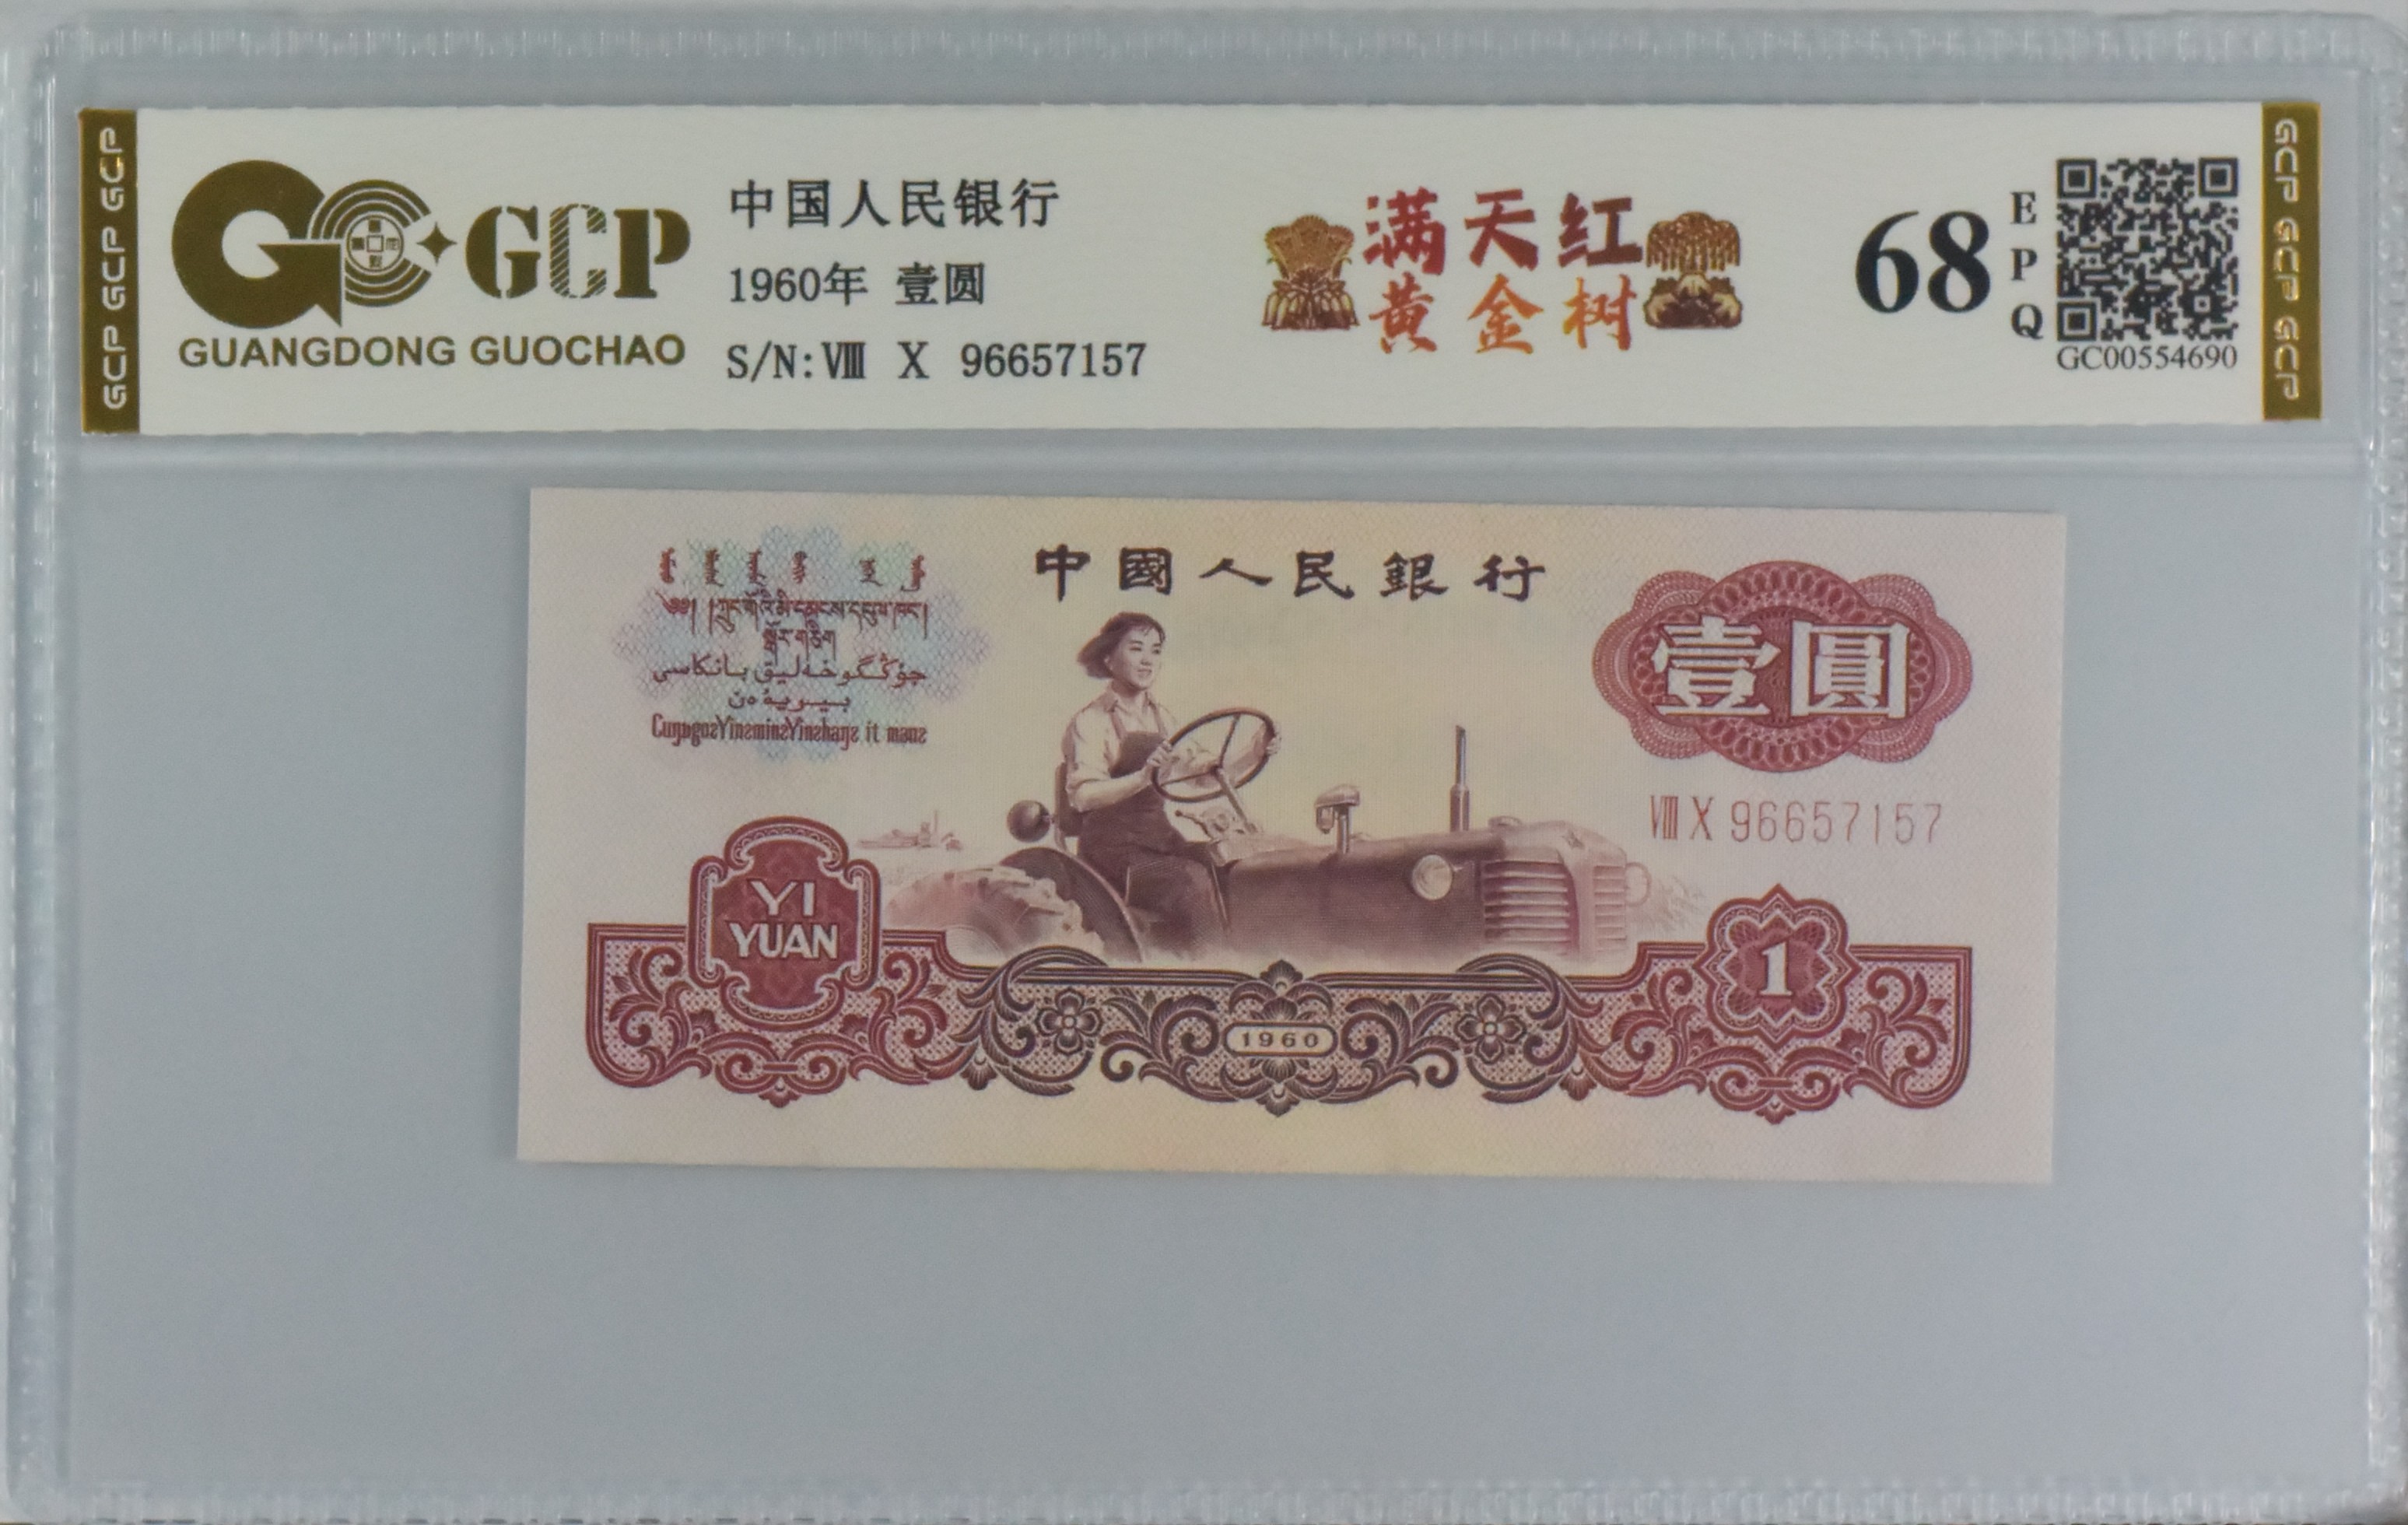 GCP GCP GCP
GCP
GUANGDONG GUOCHAO
中国人民银行
1960年 壹圆
S/N: Ⅷ X 96657157
满天红
黄金树
68
E
P
Q
GC00554690
GCP GCP GCP
中國人民銀行
壹圓
Ⅷ X 96657157
YI
YUAN
1960
1